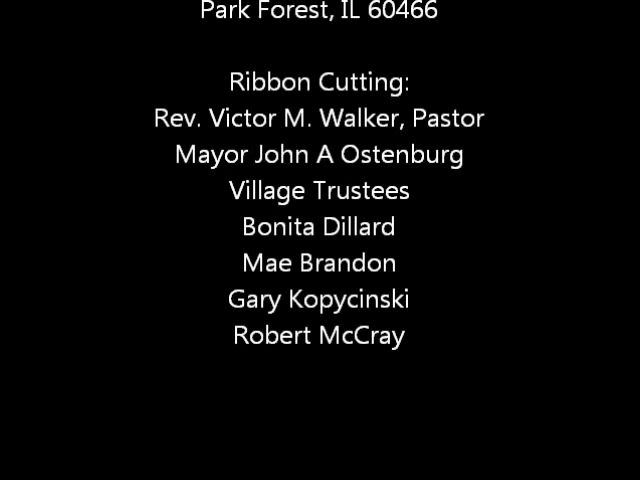 Park Forest, IL 60466
Ribbon Cutting:
Rev. Victor M. Walker, Pastor
Mayor John A Ostenburg
Village Trustees
Bonita Dillard
Mae Brandon
Gary Kopycinski
Robert McCray